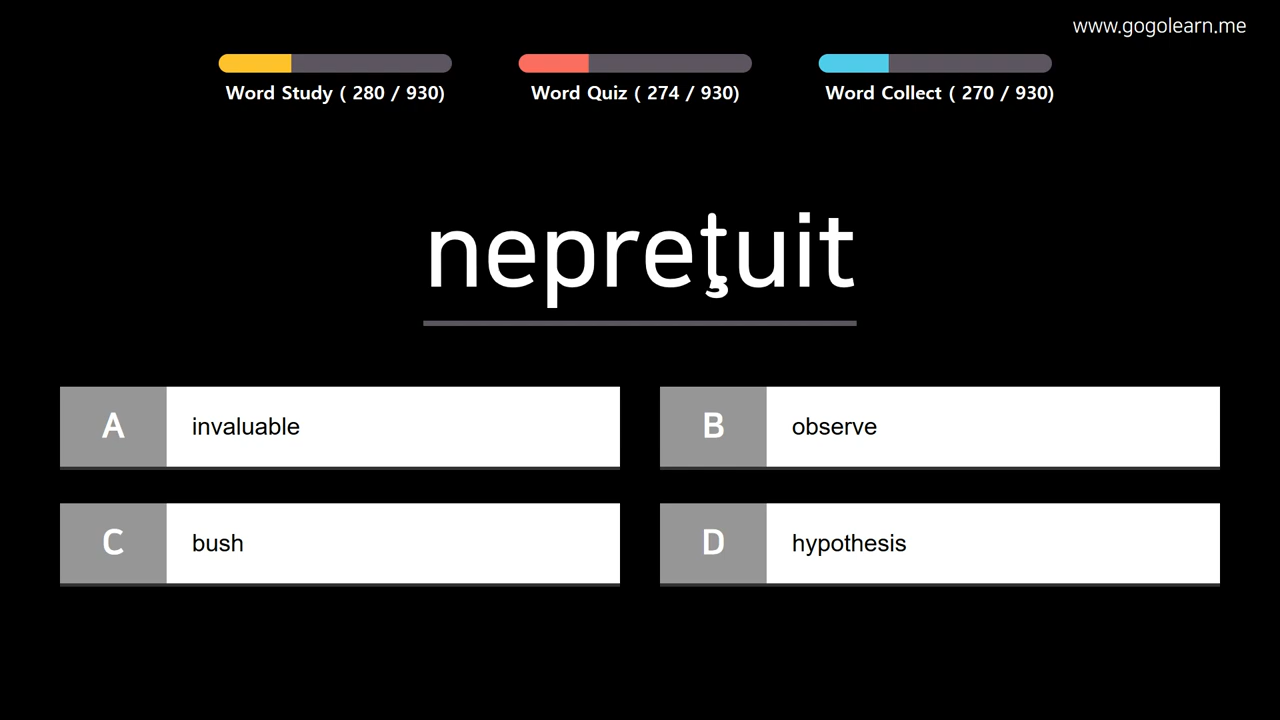 www.gogolearn.me
Word Study ( 280 / 930)
Word Quiz ( 274 / 930)
Word Collect ( 270 / 930)
nepreţuit
A
invaluable
B
observe
C
bush
D
hypothesis